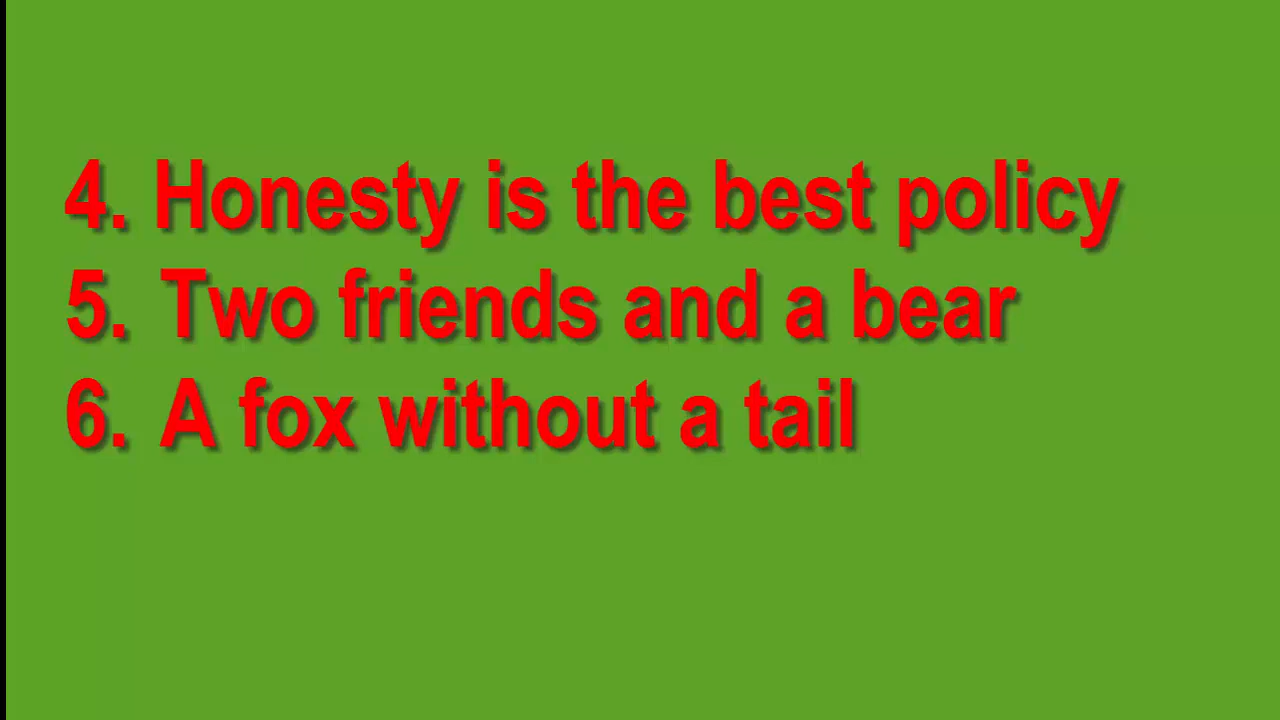 4. Honesty is the best policy
5. Two friends and a bear
6. A fox without a tail